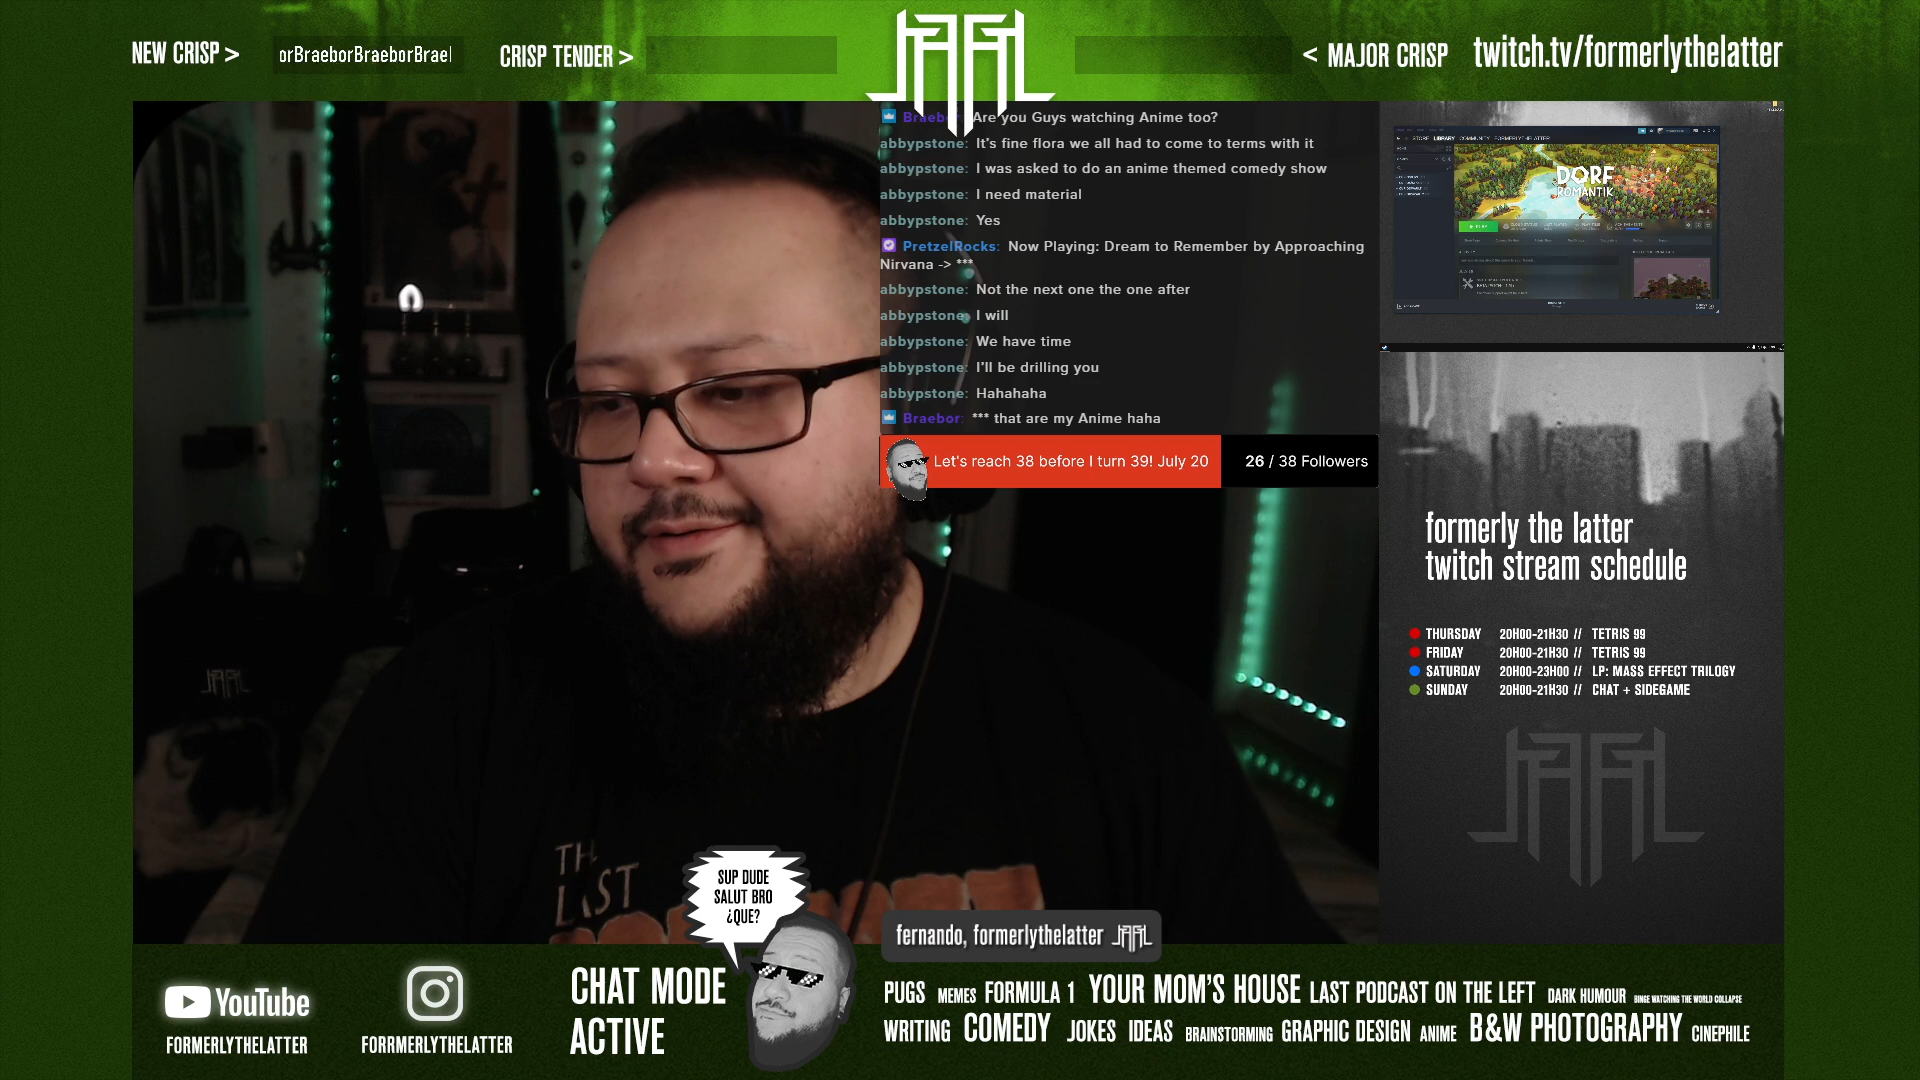 NEW CRISP >
orBraeborBraeborBrael
CRISP TENDER >
< MAJOR CRISP
twitch.tv/formerlythelatter
Braebor: Are you Guys watching Anime too?
abbypstone: It's fine flora we all had to come to terms with it
abbypstone: I was asked to do an anime themed comedy show
abbypstone: I need material
abbypstone: Yes
PretzelRocks: Now Playing: Dream to Remember by Approaching
Nirvana -> ***
abbypstone: Not the next one the one after
abbypstone: I will
abbypstone: We have time
abbypstone: I'll be drilling you
abbypstone: Hahahaha
Braebor: *** that are my Anime haha
Let's reach 38 before I turn 39! July 20
26 / 38 Followers
STORE LIBRARY COMMUNITY FORMERLYTHELATTER
DORF
ROMANTIK
formerly the latter
twitch stream schedule
THURSDAY 20H00-21H30 // TETRIS 99
FRIDAY 20H00-21H30 // TETRIS 99
SATURDAY 20H00-23H00 // LP: MASS EFFECT TRILOGY
SUNDAY 20H00-21H30 // CHAT + SIDEGAME
THE
LAST
SUP DUDE
SALUT BRO
¿QUE?
fernando, formerlythelatter
YouTube
FORMERLYTHELATTER
FORRMERLYTHELATTER
CHAT MODE
ACTIVE
PUGS MEMES FORMULA 1 YOUR MOM'S HOUSE LAST PODCAST ON THE LEFT DARK HUMOUR BINGE WATCHING THE WORLD COLLAPSE
WRITING COMEDY JOKES IDEAS BRAINSTORMING GRAPHIC DESIGN ANIME B&W PHOTOGRAPHY CINEPHILE